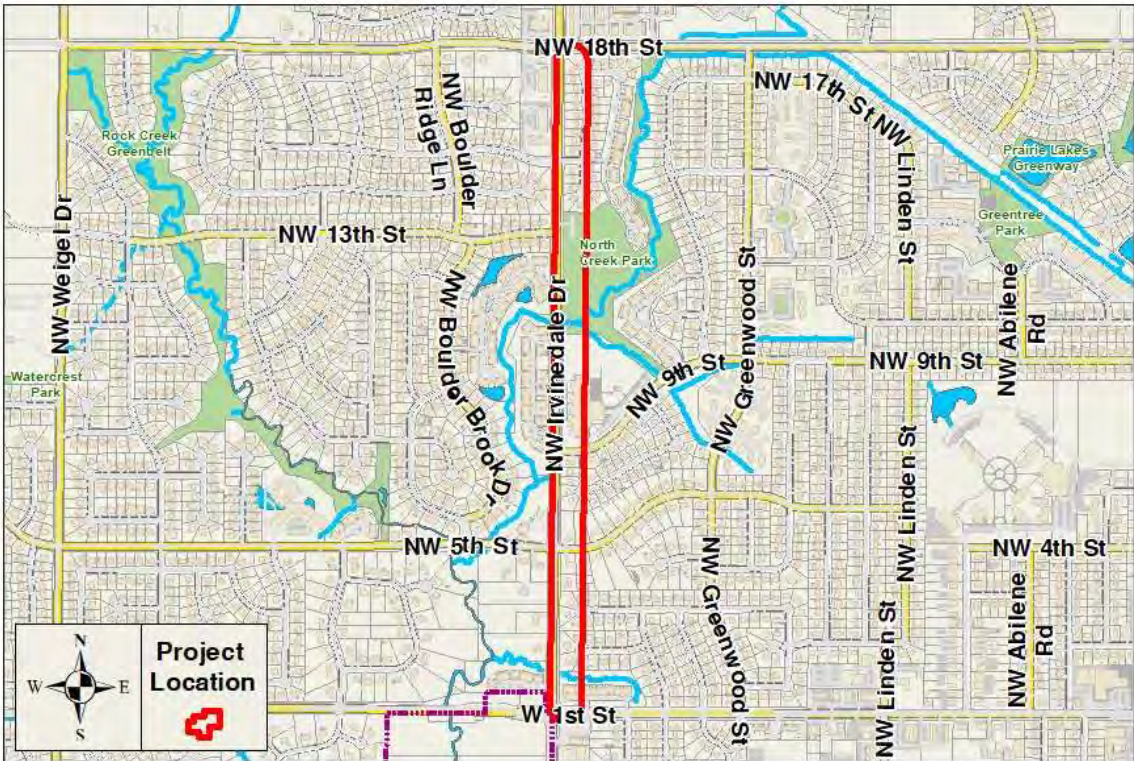 NW 18th St
NW Boulder
Ridge Ln
NW 17th St
NW Linden St
Rock Creek
Greenbelt
Prairie Lakes
Greenway
Greentree
Park
NW Weigel Dr
NW 13th St
North
Creek Park
NW Greenwood St
NW Irvinedale Dr
NW Boulder Brook Dr
NW Abilene
Rd
NW 9th St
NW 9th St
Watercrest
Park
NW Linden St
NW 5th St
NW 4th St
NW Greenwood St
NW Abilene
Rd
NW Linden St
W 1st St
N
W
E
S
Project
Location